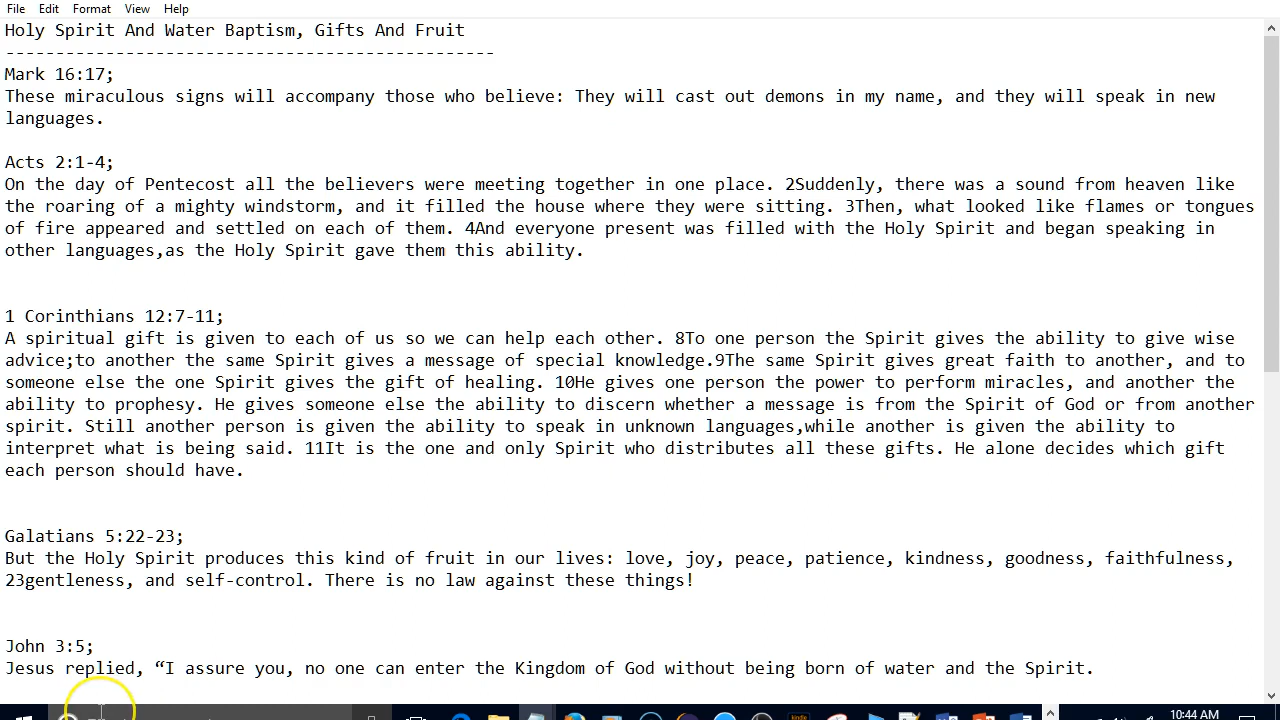 File Edit Format View Help
Holy Spirit And Water Baptism, Gifts And Fruit
-------------------------------------------------
Mark 16:17;
These miraculous signs will accompany those who believe: They will cast out demons in my name, and they will speak in new
languages.
Acts 2:1-4;
On the day of Pentecost all the believers were meeting together in one place. 2Suddenly, there was a sound from heaven like
the roaring of a mighty windstorm, and it filled the house where they were sitting. 3Then, what looked like flames or tongues
of fire appeared and settled on each of them. 4And everyone present was filled with the Holy Spirit and began speaking in
other languages,as the Holy Spirit gave them this ability.
1 Corinthians 12:7-11;
A spiritual gift is given to each of us so we can help each other. 8To one person the Spirit gives the ability to give wise
advice;to another the same Spirit gives a message of special knowledge.9The same Spirit gives great faith to another, and to
someone else the one Spirit gives the gift of healing. 10He gives one person the power to perform miracles, and another the
ability to prophesy. He gives someone else the ability to discern whether a message is from the Spirit of God or from another
spirit. Still another person is given the ability to speak in unknown languages,while another is given the ability to
interpret what is being said. 11It is the one and only Spirit who distributes all these gifts. He alone decides which gift
each person should have.
Galatians 5:22-23;
But the Holy Spirit produces this kind of fruit in our lives: love, joy, peace, patience, kindness, goodness, faithfulness,
23gentleness, and self-control. There is no law against these things!
John 3:5;
Jesus replied, “I assure you, no one can enter the Kingdom of God without being born of water and the Spirit.
10:44 AM